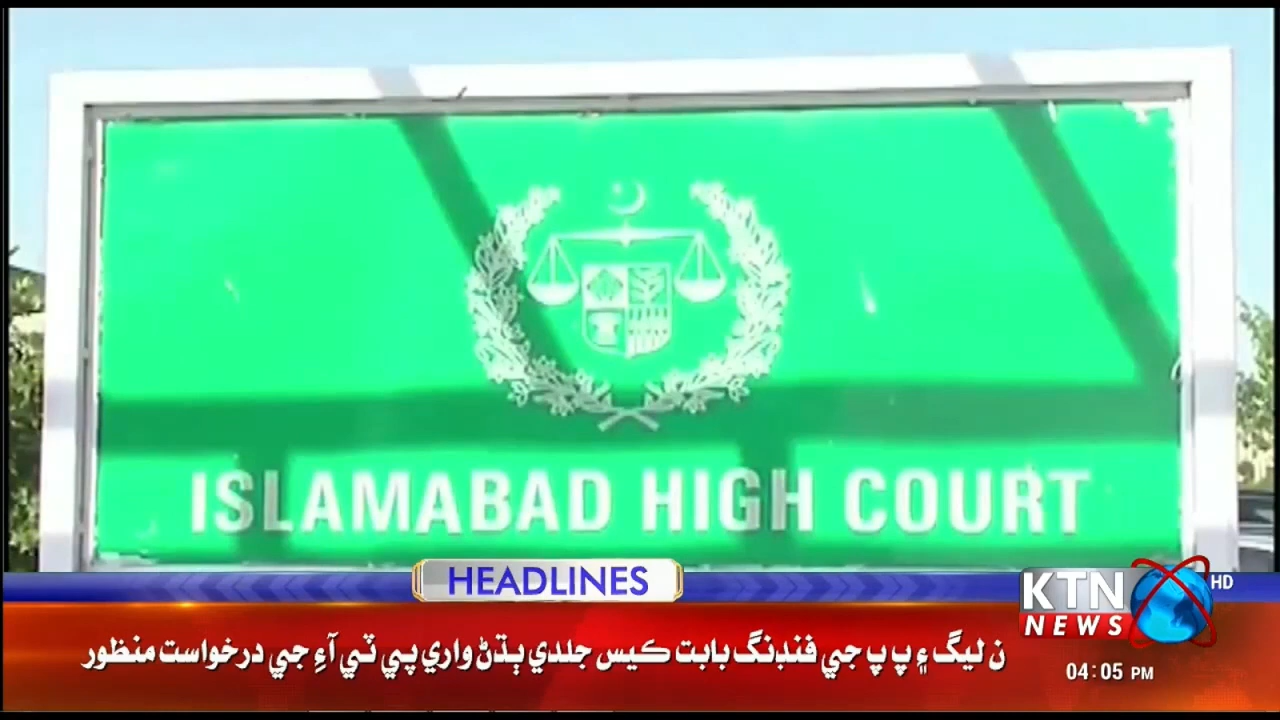 ISLAMABAD HIGH COURT
HEADLINES
KTN HD
NEWS
ن ليگ ۽ پ پ جي فنڊنگ بابت ڪيس جلدي ٻڌڻ واري پي ٽي آءِ جي درخواست منظور
04:05 PM